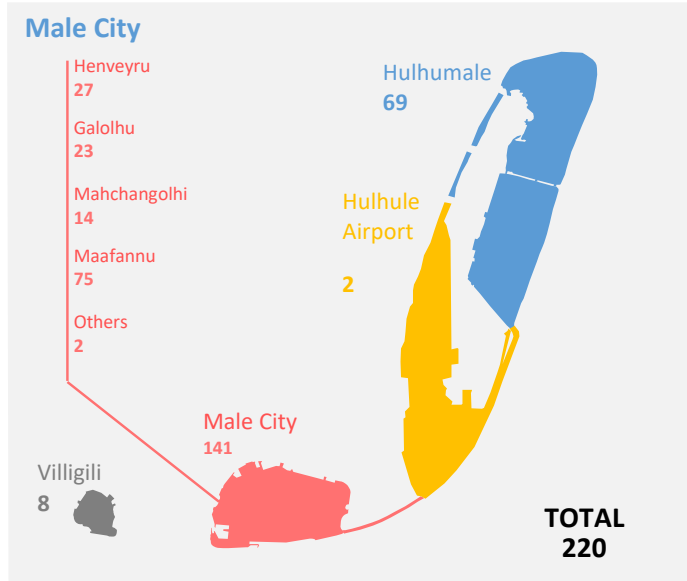 Male City
Henveyru
27
Galolhu
23
Mahchangolhi
14
Maafannu
75
Others
2
Hulhumale
69
Hulhule
Airport
2
Male City
141
Villigili
8
TOTAL
220